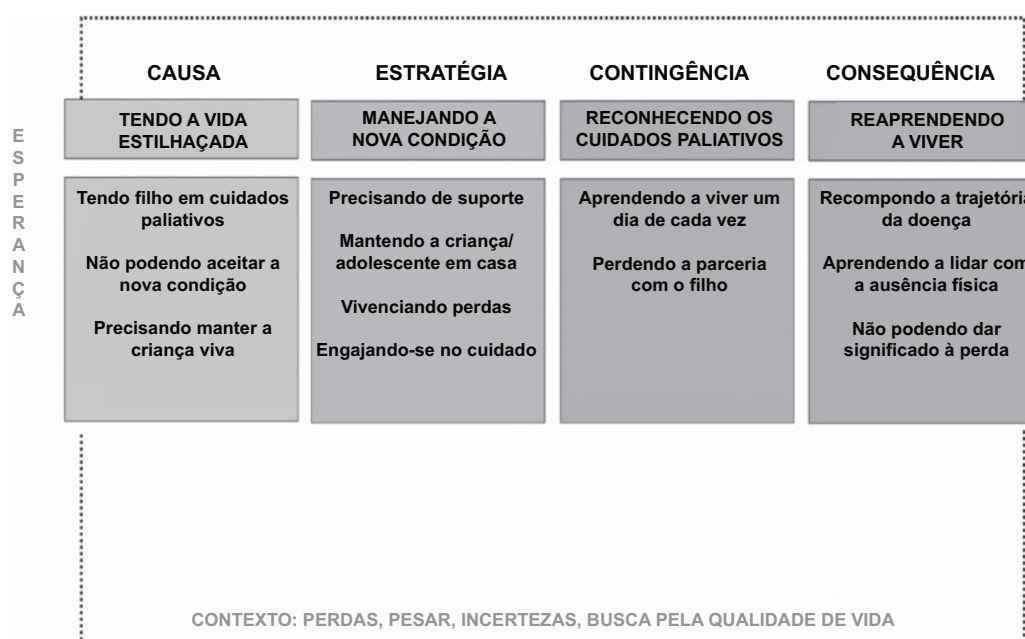 CAUSA
ESTRATÉGIA
CONTINGÊNCIA
CONSEQUÊNCIA
TENDO A VIDA
ESTILHAÇADA
MANEJANDO A
NOVA CONDIÇÃO
RECONHECENDO OS
CUIDADOS PALIATIVOS
REAPRENDENDO
A VIVER
ESPERANÇA
Tendo filho em cuidados
paliativos
Não podendo aceitar a
nova condição
Precisando manter a
criança viva
Precisando de suporte
Mantendo a criança/
adolescente em casa
Vivenciando perdas
Engajando-se no cuidado
Aprendendo a viver um
dia de cada vez
Perdendo a parceria
com o filho
Recompondo a trajetória
da doença
Aprendendo a lidar com
a ausência física
Não podendo dar
significado à perda
CONTEXTO: PERDAS, PESAR, INCERTEZAS, BUSCA PELA QUALIDADE DE VIDA